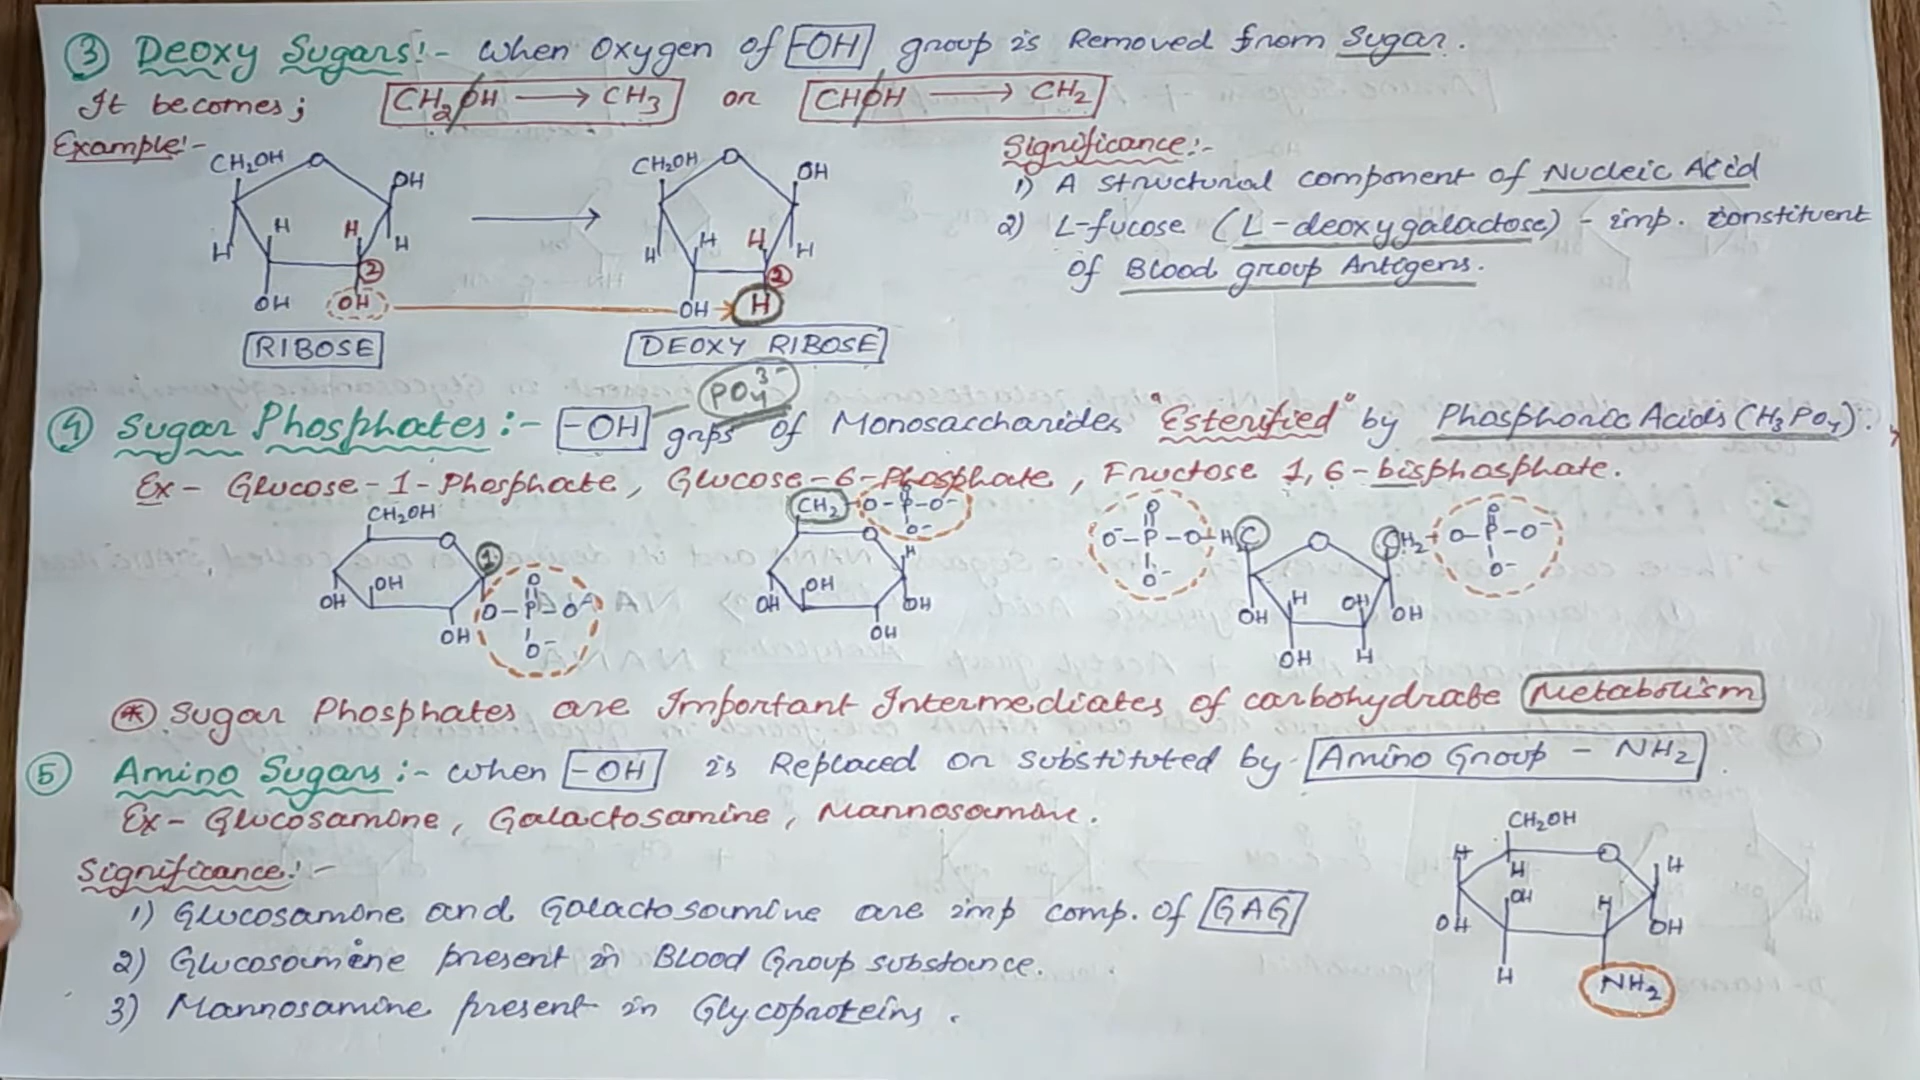 ③ Deoxy Sugars:- When Oxygen of -OH group is Removed from Sugar.
It becomes; CH₂OH → CH₃ or CHOH → CH₂
Example:-
CH₂OH O OH
H H H H
OH OH ②
RIBOSE
CH₂OH O OH
H H H H
OH → H ②
DEOXY RIBOSE
Significance:-
1) A structural component of Nucleic Acid
2) L-fucose (L-deoxygalactose) - imp. constituent
of Blood group Antigens.
PO₄³⁻
④ Sugar Phosphates:- -OH grps of Monosaccharides "Esterified" by Phosphoric Acids (H₃PO₄).
Ex- Glucose-1-Phosphate, Glucose-6-Phosphate, Fructose 1,6-bisphosphate.
CH₂OH O 1
OH OH OH
O-P-O⁻
O
O⁻
CH₂-O-P-O⁻
O⁻
O H
OH OH OH OH
O
O⁻-P-O-HC O CH₂-O-P-O⁻
O⁻
OH H OH OH
OH H
* Sugar Phosphates are Important Intermediates of carbohydrate Metabolism
⑤ Amino Sugars:- When -OH is Replaced or Substituted by Amino Group - NH₂.
Ex- Glucosamine, Galactosamine, Mannosamine.
Significance:-
1) Glucosamine and Galactosamine are imp comp. of GAG
2) Glucosamine present in Blood Group substance.
3) Mannosamine present in Glycoproteins.
CH₂OH
H O H
H
OH OH H OH
H NH₂